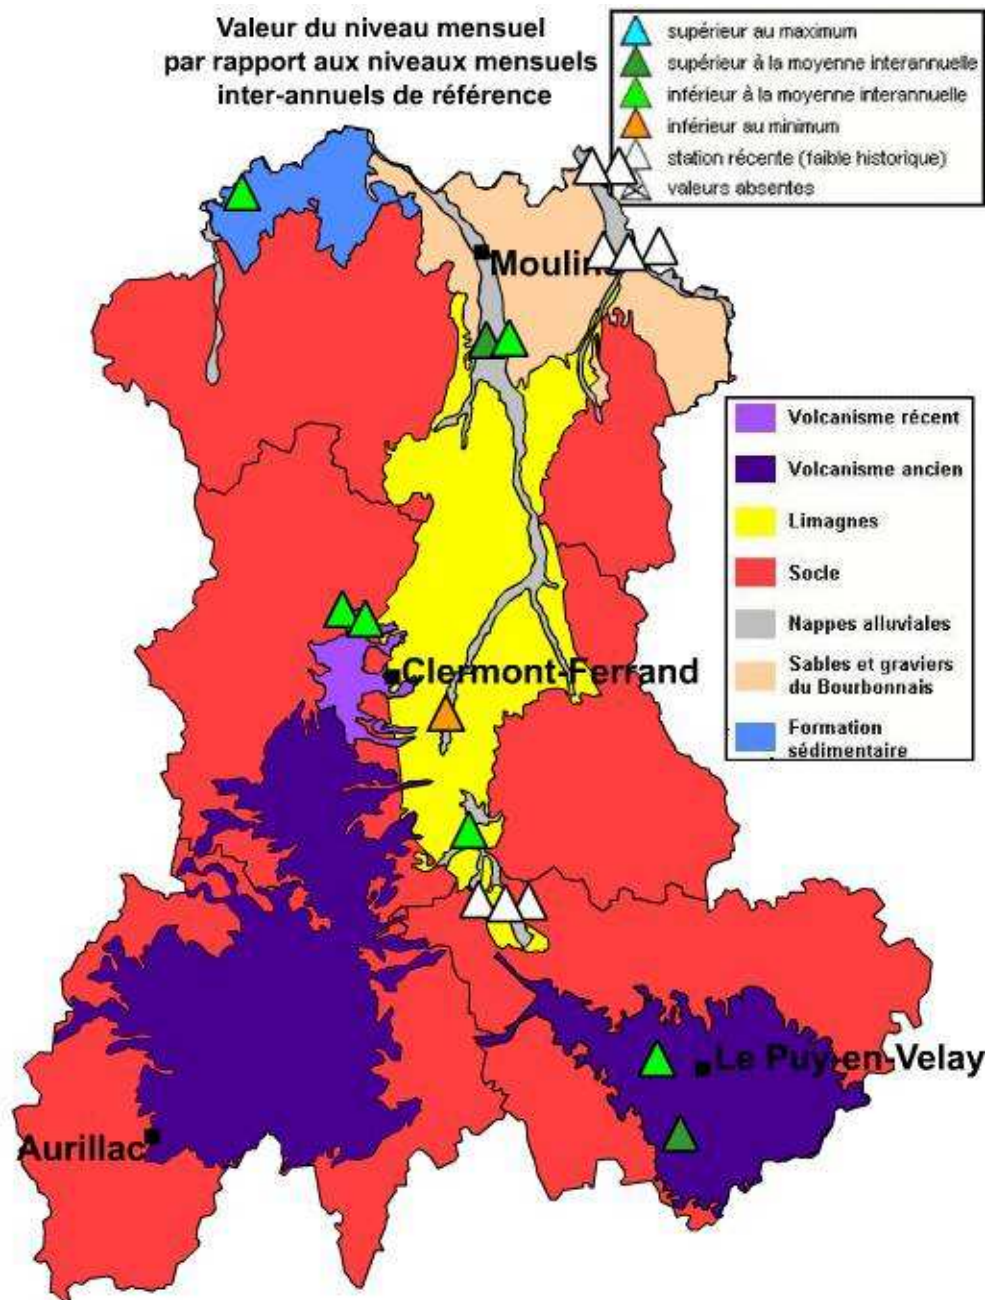 Valeur du niveau mensuel
par rapport aux niveaux mensuels
inter-annuels de référence
supérieur au maximum
supérieur à la moyenne interannuelle
inférieur à la moyenne interannuelle
inférieur au minimum
station récente (faible historique)
valeurs absentes
Moulins
Volcanisme récent
Volcanisme ancien
Limagnes
Socle
Nappes alluviales
Sables et graviers
du Bourbonnais
Formation
sédimentaire
Clermont-Ferrand
Le Puy-en-Velay
Aurillac